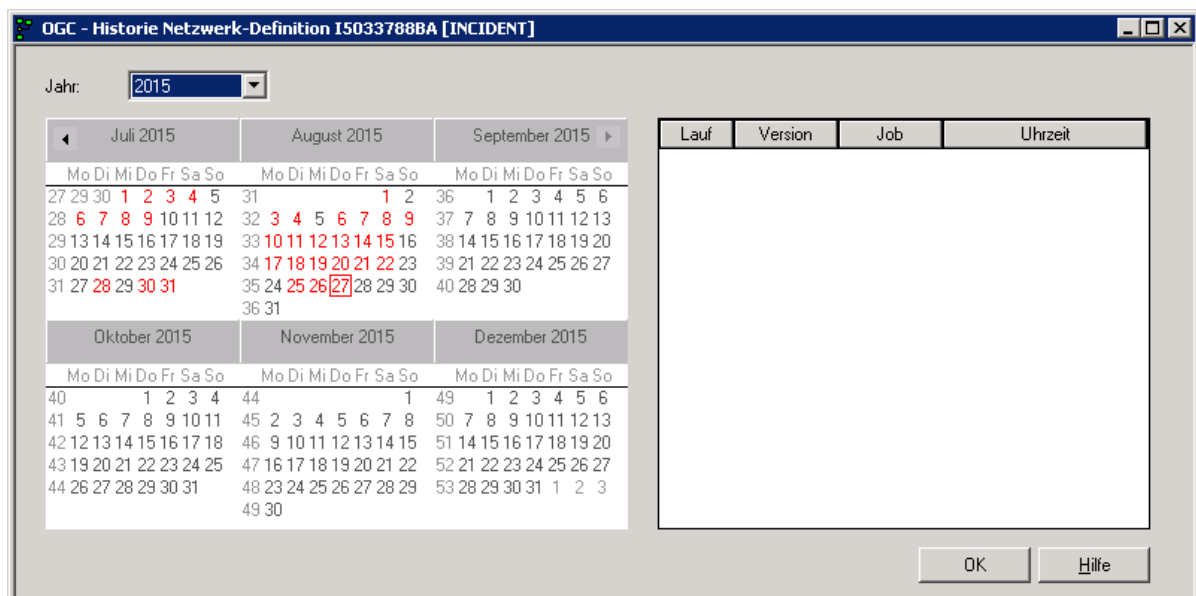 OGC - Historie Netzwerk-Definition I5033788BA [INCIDENT]
Jahr: 2015
Juli 2015 August 2015 September 2015
Mo Di Mi Do Fr Sa So Mo Di Mi Do Fr Sa So Mo Di Mi Do Fr Sa So
27 29 30 1 2 3 4 5 31 1 2 36 1 2 3 4 5 6
28 6 7 8 9 10 11 12 32 3 4 5 6 7 8 9 37 7 8 9 10 11 12 13
29 13 14 15 16 17 18 19 33 10 11 12 13 14 15 16 38 14 15 16 17 18 19 20
30 20 21 22 23 24 25 26 34 17 18 19 20 21 22 23 39 21 22 23 24 25 26 27
31 27 28 29 30 31 35 24 25 26 27 28 29 30 40 28 29 30
36 31
Oktober 2015 November 2015 Dezember 2015
Mo Di Mi Do Fr Sa So Mo Di Mi Do Fr Sa So Mo Di Mi Do Fr Sa So
40 1 2 3 4 44 1 49 1 2 3 4 5 6
41 5 6 7 8 9 10 11 45 2 3 4 5 6 7 8 50 7 8 9 10 11 12 13
42 12 13 14 15 16 17 18 46 9 10 11 12 13 14 15 51 14 15 16 17 18 19 20
43 19 20 21 22 23 24 25 47 16 17 18 19 20 21 22 52 21 22 23 24 25 26 27
44 26 27 28 29 30 31 48 23 24 25 26 27 28 29 53 28 29 30 31 1 2 3
49 30
Lauf Version Job Uhrzeit
OK Hilfe